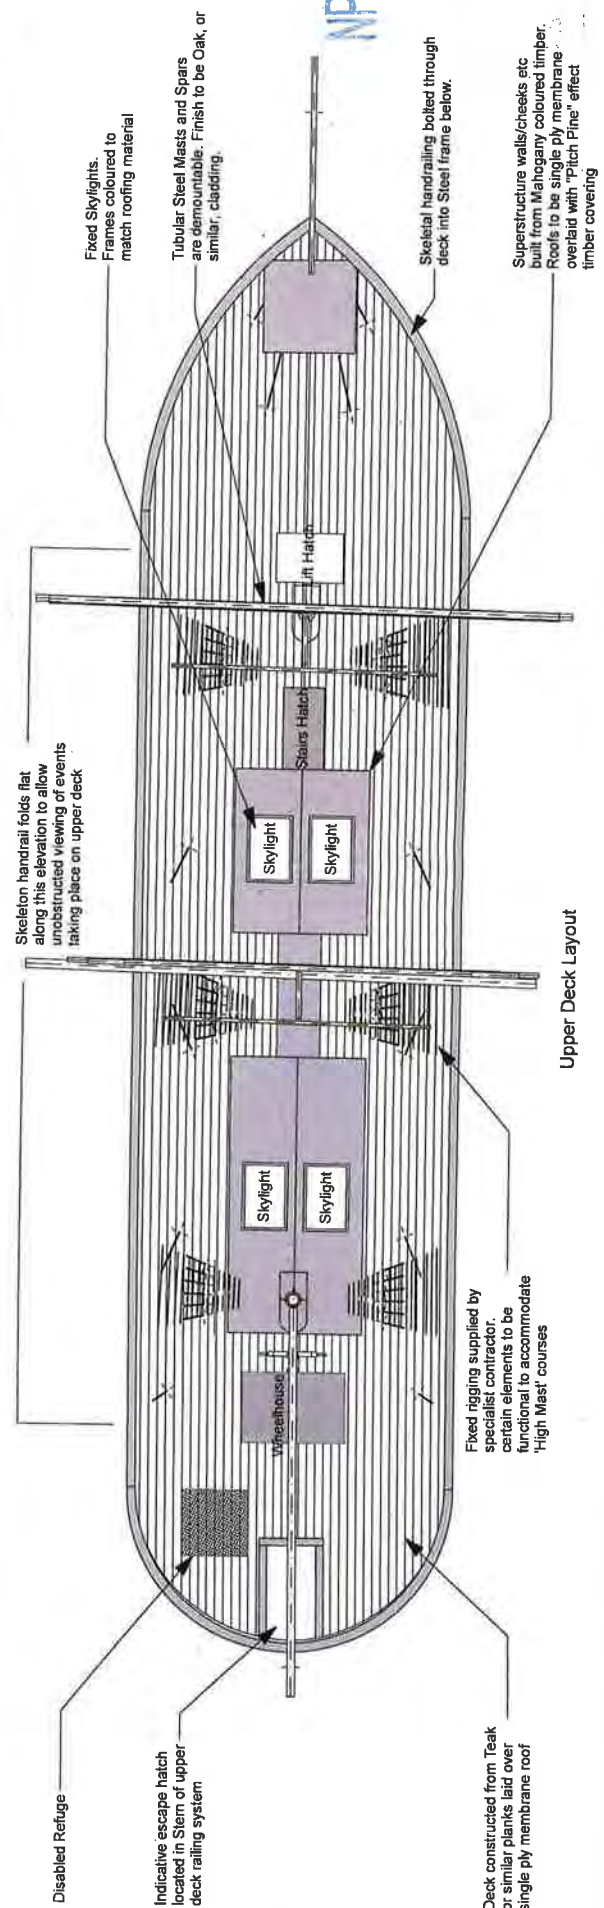 Fixed Skylights.
Frames coloured to
match roofing material
Tubular Steel Masts and Spars
are demountable. Finish to be Oak, or
similar, cladding.
Skeletal handrailing bolted through
deck into Steel frame below.
Superstructure walls/cheeks etc
built from Mahogany coloured timber.
Roofs to be single ply membrane
overlaid with "Pitch Pine" effect
timber covering
Skeleton handrail folds flat
along this elevation to allow
unobstructed viewing of events
taking place on upper deck
Lift Hatch
Stairs Hatch
Skylight
Skylight
Skylight
Skylight
Wheelhouse
Upper Deck Layout
Fixed rigging supplied by
specialist contractor.
certain elements to be
functional to accommodate
'High Mast' courses
Disabled Refuge
Indicative escape hatch
located in Stern of upper
deck railing system
Deck constructed from Teak
or similar planks laid over
single ply membrane roof
NP